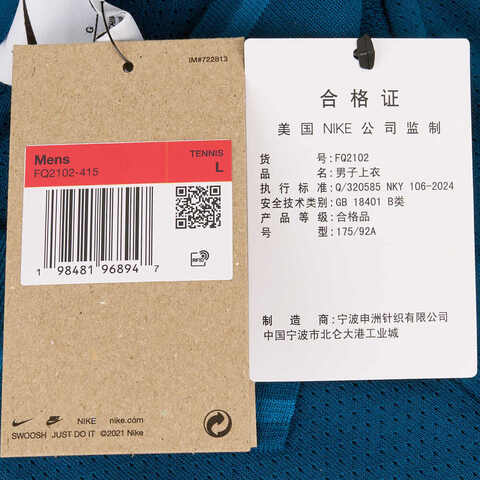 G
IM#722813
Mens
TENNIS
FQ2102-415
L
1 98481 96894 7
RFID
NIKE nike.com
SWOOSH JUST DO IT ©2021 Nike
合格证
美国NIKE公司监制
货号:FQ2102
品名:男子上衣
执行标准:Q/320585 NKY 106-2024
安全技术类别:GB 18401 B类
产品等级:合格品
号型:175/92A
制造商:宁波申洲针织有限公司
中国宁波市北仑大港工业城